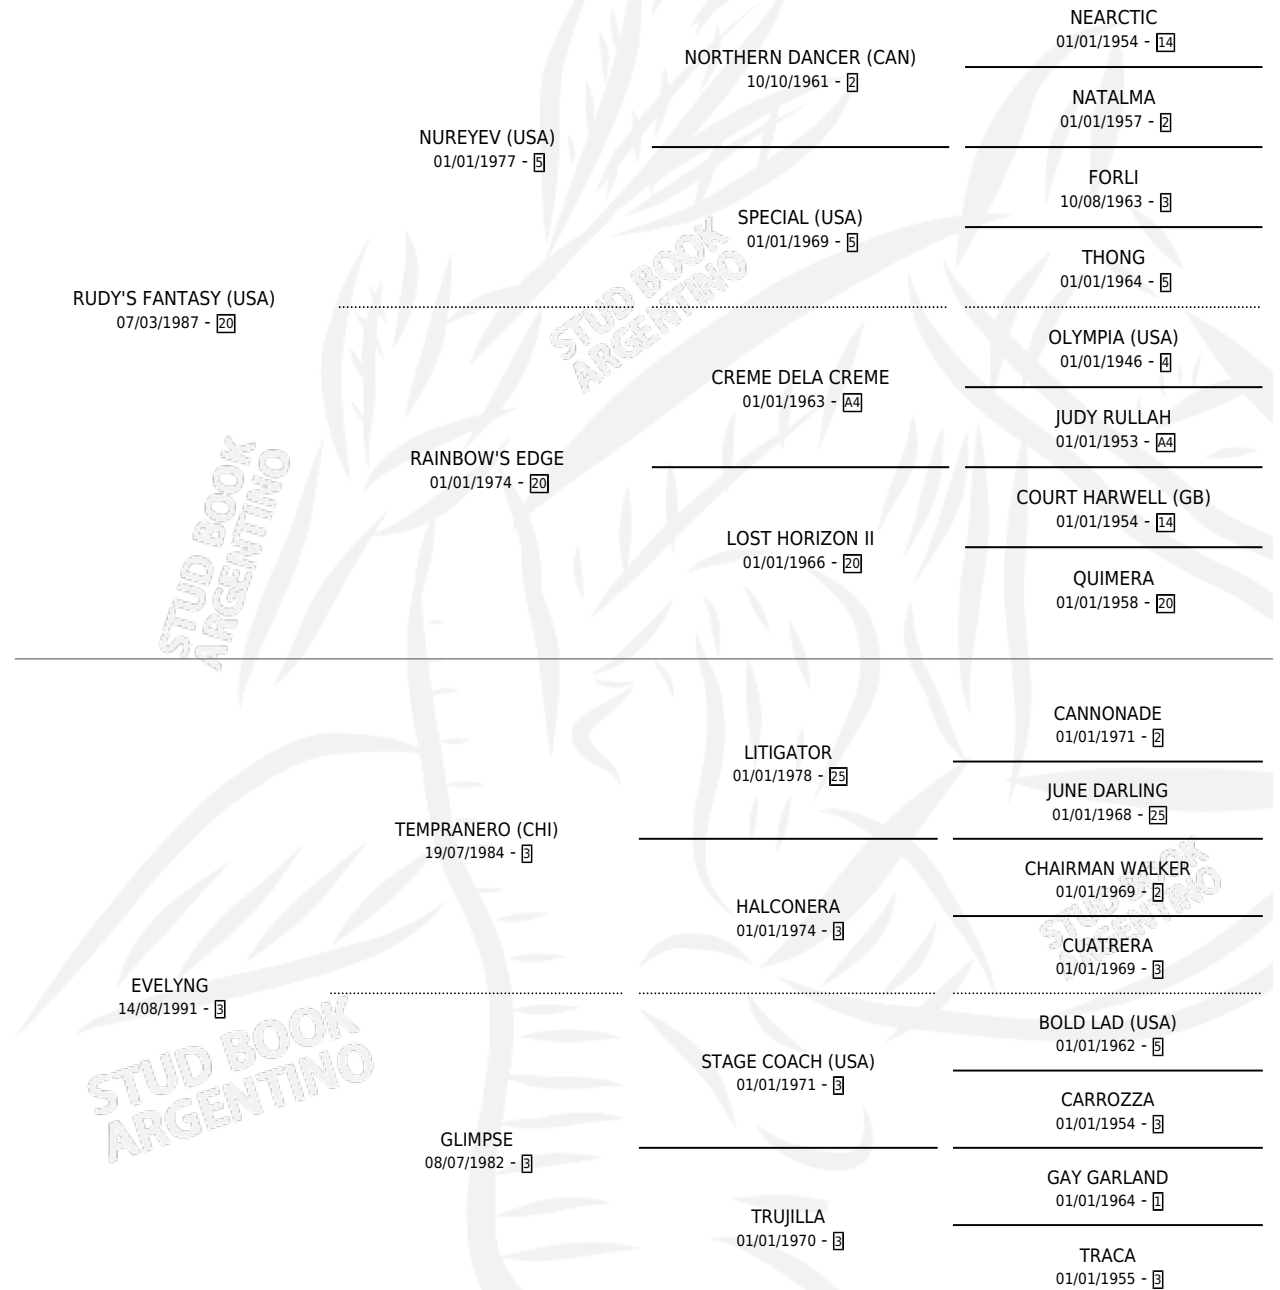 NEARCTIC
01/01/1954 - 14
NORTHERN DANCER (CAN)
10/10/1961 - 2
NATALMA
01/01/1957 - 2
NUREYEV (USA)
01/01/1977 - 5
FORLI
10/08/1963 - 3
SPECIAL (USA)
01/01/1969 - 5
THONG
01/01/1964 - 5
RUDY'S FANTASY (USA)
07/03/1987 - 20
OLYMPIA (USA)
01/01/1946 - 4
CREME DELA CREME
01/01/1963 - A4
JUDY RULLAH
01/01/1953 - A4
RAINBOW'S EDGE
01/01/1974 - 20
COURT HARWELL (GB)
01/01/1954 - 14
LOST HORIZON II
01/01/1966 - 20
QUIMERA
01/01/1958 - 20
CANNONADE
01/01/1971 - 2
LITIGATOR
01/01/1978 - 25
JUNE DARLING
01/01/1968 - 25
TEMPRANERO (CHI)
19/07/1984 - 3
CHAIRMAN WALKER
01/01/1969 - 2
HALCONERA
01/01/1974 - 3
CUATRERA
01/01/1969 - 3
EVELYNG
14/08/1991 - 3
BOLD LAD (USA)
01/01/1962 - 5
STAGE COACH (USA)
01/01/1971 - 3
CARROZZA
01/01/1954 - 3
GLIMPSE
08/07/1982 - 3
GAY GARLAND
01/01/1964 - 1
TRUJILLA
01/01/1970 - 3
TRACA
01/01/1955 - 3
STUD BOOK
ARGENTINO
STUD BOOK
ARGENTINO
STUD BOOK
ARGENTINO
STUD BOOK
ARGENTINO